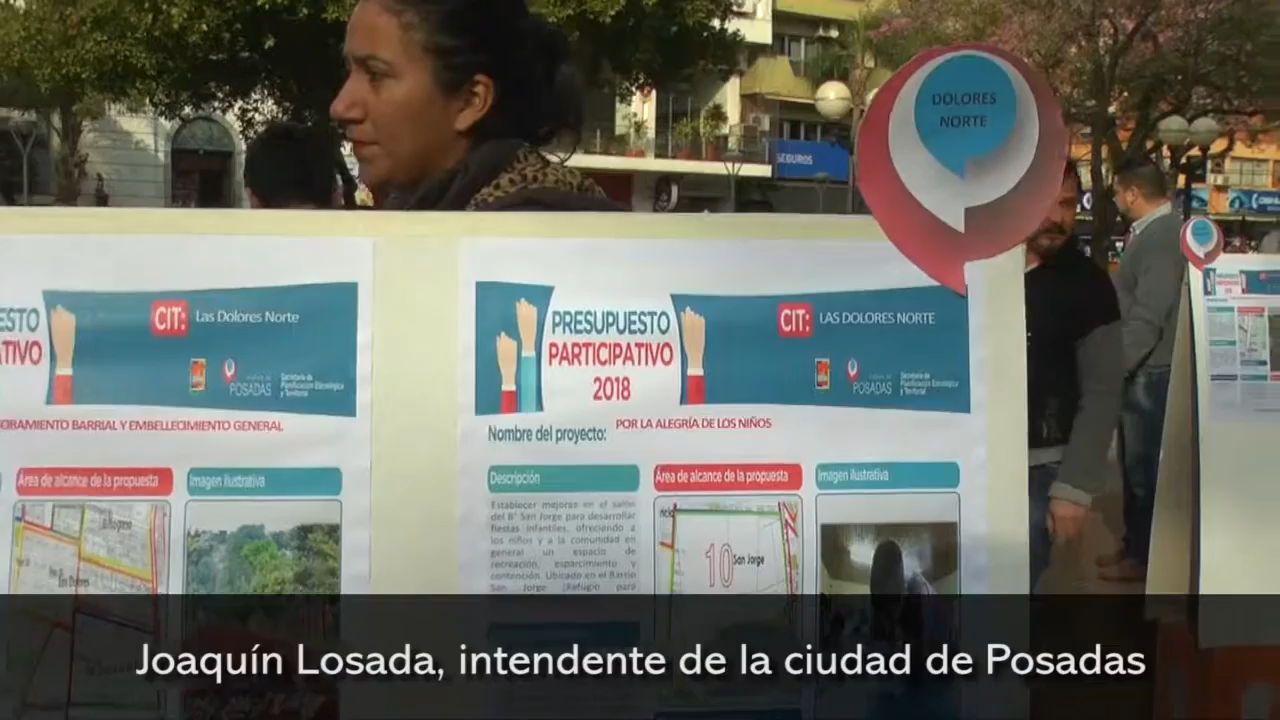 DOLORES
NORTE
SEGUROS
ESTO
ATIVO
CIT: Las Dolores Norte
POSADAS
Secretaría de
Planificación Estratégica
y Territorial
ORAMIENTO BARRIAL Y EMBELLECIMIENTO GENERAL
Área de alcance de la propuesta
Imagen ilustrativa
PRESUPUESTO
PARTICIPATIVO
2018
CIT: LAS DOLORES NORTE
POSADAS
Secretaría de
Planificación Estratégica
y Territorial
Nombre del proyecto: POR LA ALEGRÍA DE LOS NIÑOS
Descripción
Establecer mejoras en el salón
del B° San Jorge para desarrollar
fiestas infantiles, ofreciendo a
los niños y a la comunidad en
general un espacio de
recreación, esparcimiento y
contención. Ubicado en el Barrio
San Jorge (Refugio para
Área de alcance de la propuesta
10 San Jorge
Imagen ilustrativa
Joaquín Losada, intendente de la ciudad de Posadas